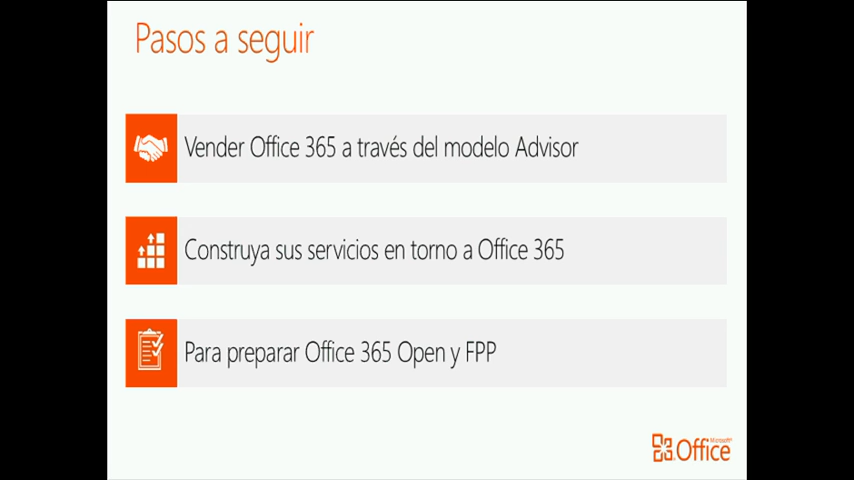 Pasos a seguir
Vender Office 365 a través del modelo Advisor
Construya sus servicios en torno a Office 365
Para preparar Office 365 Open y FPP
Microsoft
Office